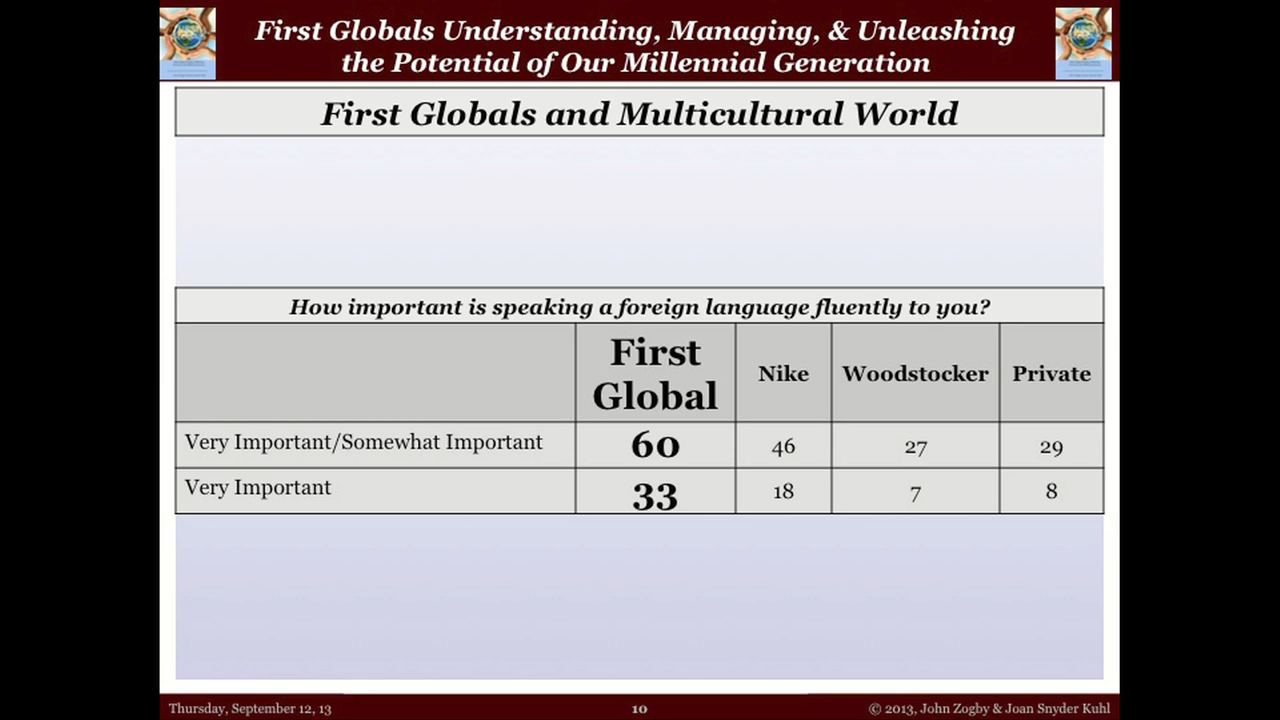 First Globals Understanding, Managing, & Unleashing
the Potential of Our Millennial Generation
First Globals and Multicultural World
How important is speaking a foreign language fluently to you?
First
Global
Nike
Woodstocker
Private
Very Important/Somewhat Important
60
46
27
29
Very Important
33
18
7
8
Thursday, September 12, 13
10
© 2013, John Zogby & Joan Snyder Kuhl